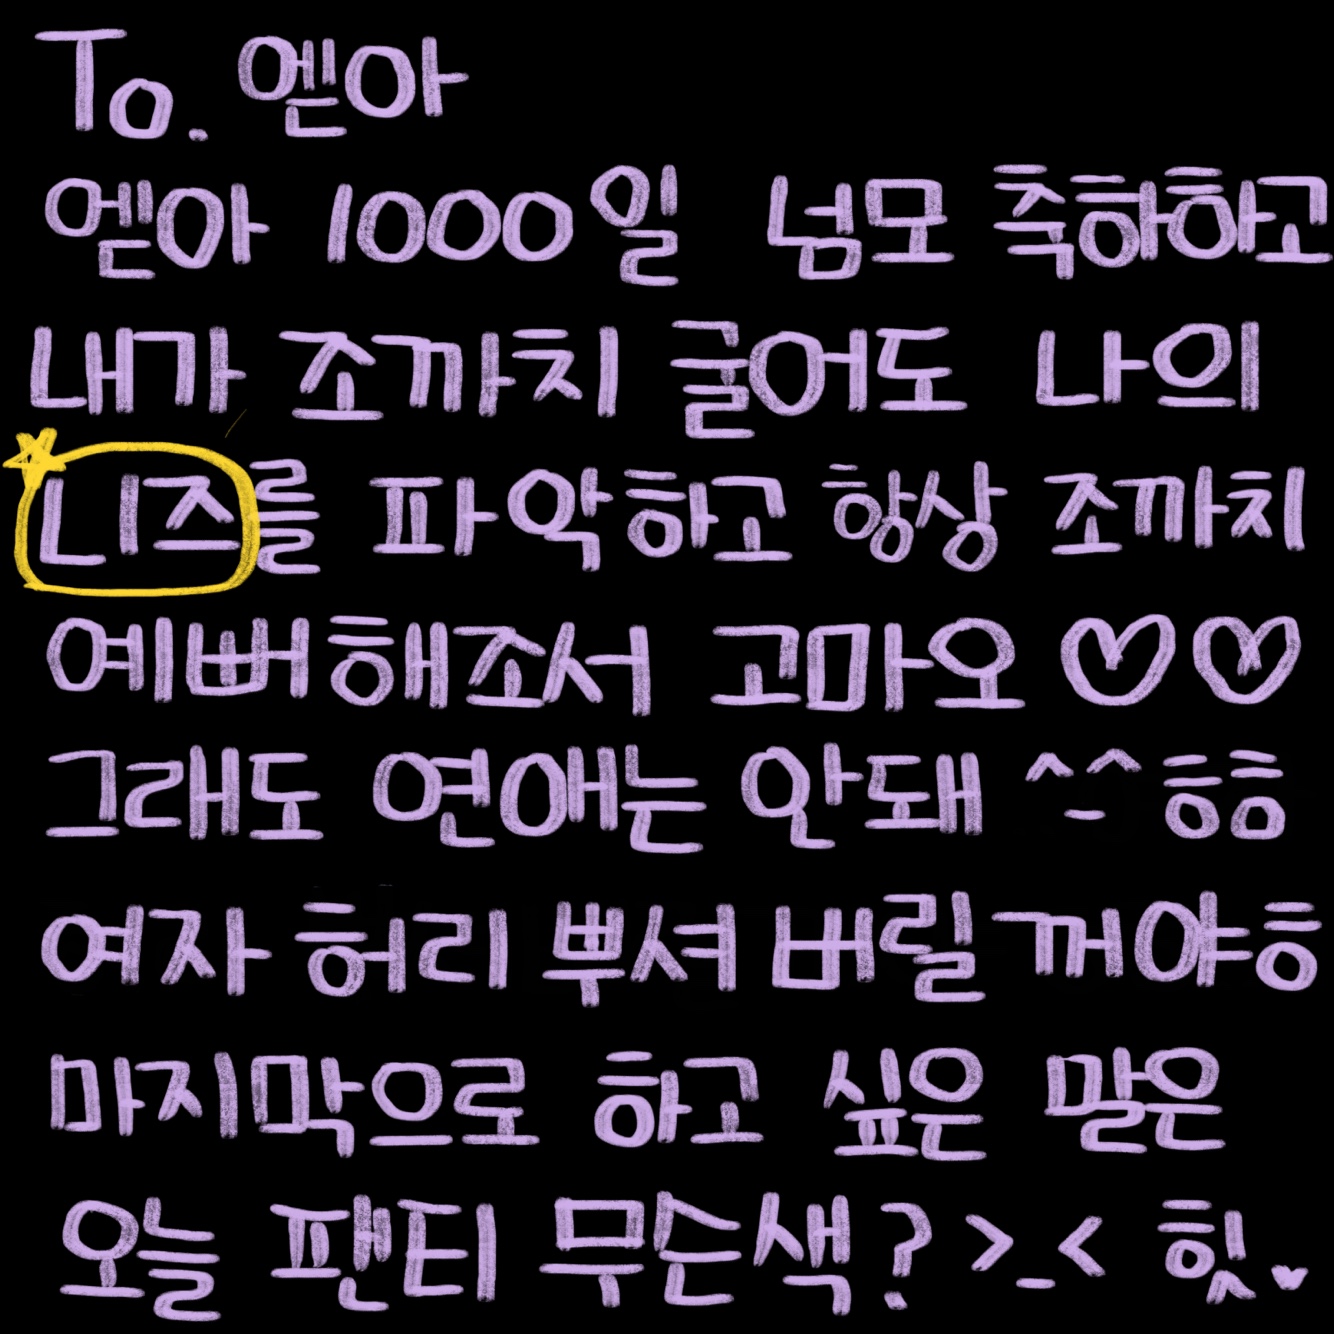 To. 엔아
엔아 1000일 넘모 축하하고
내가 조까치 굴어도 나의
니즈를 파악하고 항상 조까치
예뻐해조서 고마오 ♡♡
그래도 연애는 안돼 ^_^ 흐흐
여자 허리 뿌셔 버릴 꺼야흐
마지막으로 하고 싶은 말은
오늘 팬티 무슨색? >_< 힛♥